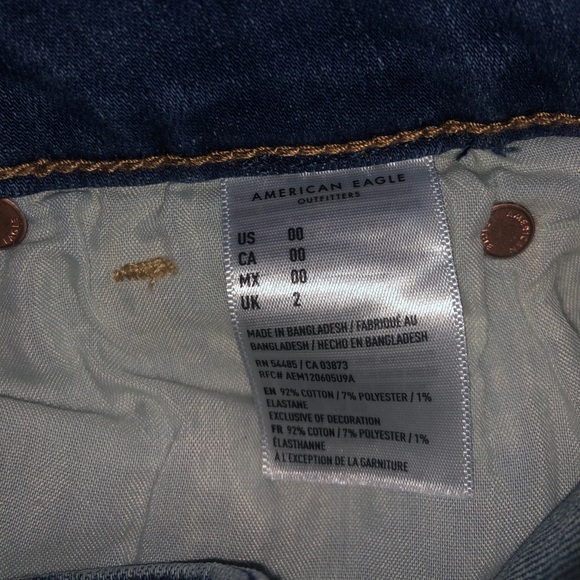 AMERICAN EAGLE
OUTFITTERS
US 00
CA 00
MX 00
UK 2
MADE IN BANGLADESH / FABRIQUÉ AU
BANGLADESH / HECHO EN BANGLADESH
RN 54485 / CA 03873
RFC# AEM120605U9A
EN 92% COTTON / 7% POLYESTER / 1%
ELASTANE
EXCLUSIVE OF DECORATION
FR 92% COTON / 7% POLYESTER / 1%
ÉLASTHANNE
À L'EXCEPTION DE LA GARNITURE
EAGLE
AMERICAN